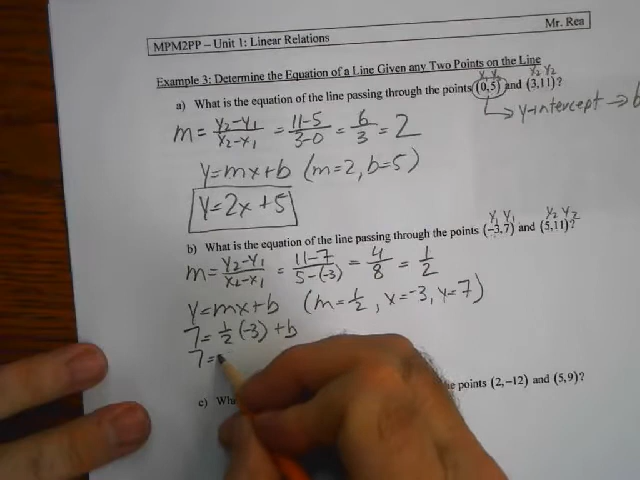 MPM2PP – Unit 1: Linear Relations
Mr. Rea
Example 3: Determine the Equation of a Line Given any Two Points on the Line
x₁ y₁ x₂ y₂
a) What is the equation of the line passing through the points (0,5) and (3,11)?
m = y₂-y₁/x₂-x₁ = 11-5/3-0 = 6/3 = 2
→ y-intercept → b
y=mx+b (m=2, b=5)
y=2x+5
x₁ y₁ x₂ y₂
b) What is the equation of the line passing through the points (-3,7) and (5,11)?
m = y₂-y₁/x₂-x₁ = 11-7/5-(-3) = 4/8 = 1/2
y=mx+b (m=1/2, x=-3, y=7)
7=1/2(-3)+b
7=
c) Wha e points (2,-12) and (5,9)?